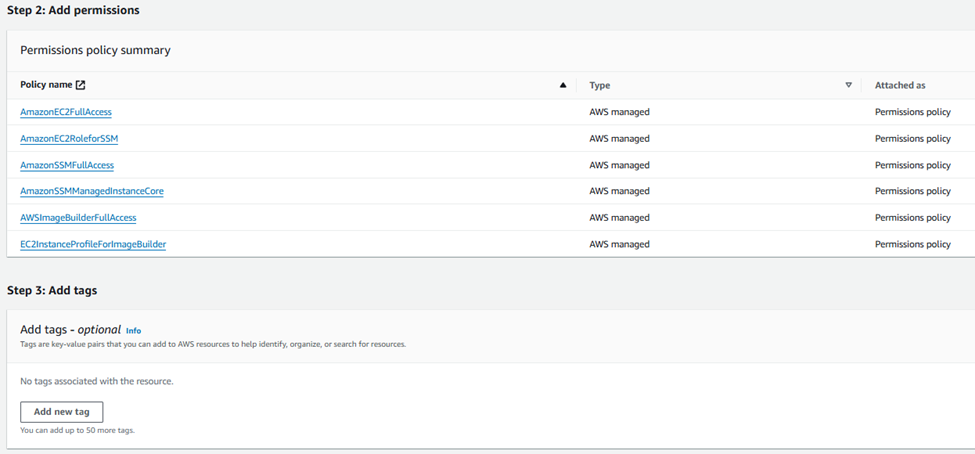 Step 2: Add permissions
Permissions policy summary
Policy name Type Attached as
AmazonEC2FullAccess AWS managed Permissions policy
AmazonEC2RoleforSSM AWS managed Permissions policy
AmazonSSMFullAccess AWS managed Permissions policy
AmazonSSMManagedInstanceCore AWS managed Permissions policy
AWSImageBuilderFullAccess AWS managed Permissions policy
EC2InstanceProfileForImageBuilder AWS managed Permissions policy
Step 3: Add tags
Add tags - optional Info
Tags are key-value pairs that you can add to AWS resources to help identify, organize, or search for resources.
No tags associated with the resource.
Add new tag
You can add up to 50 more tags.